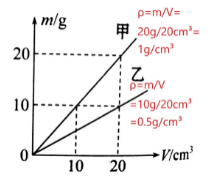 m/g
甲
ρ=m/V=
20g/20cm³=
1g/cm³
20
乙
ρ=m/V
=10g/20cm³
=0.5g/cm³
10
0
10
20
V/cm³